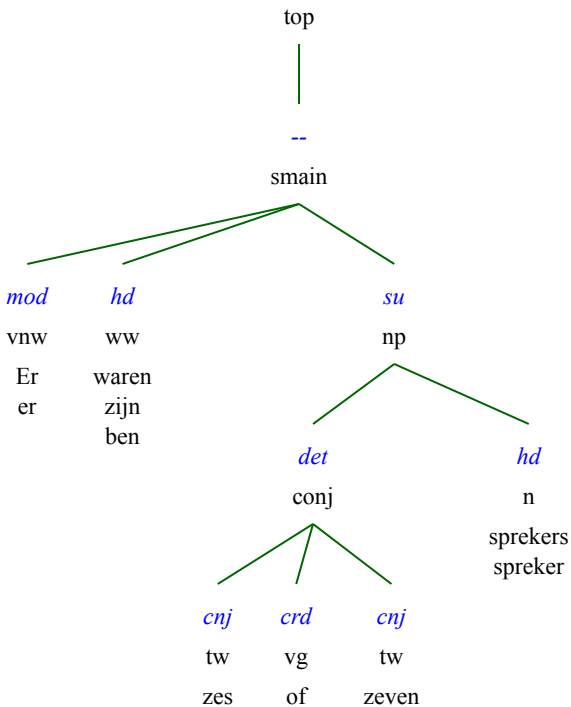 top
--
smain
mod hd su
vnw ww np
Er waren
er zijn
ben
det hd
conj n
sprekers
spreker
cnj crd cnj
tw vg tw
zes of zeven